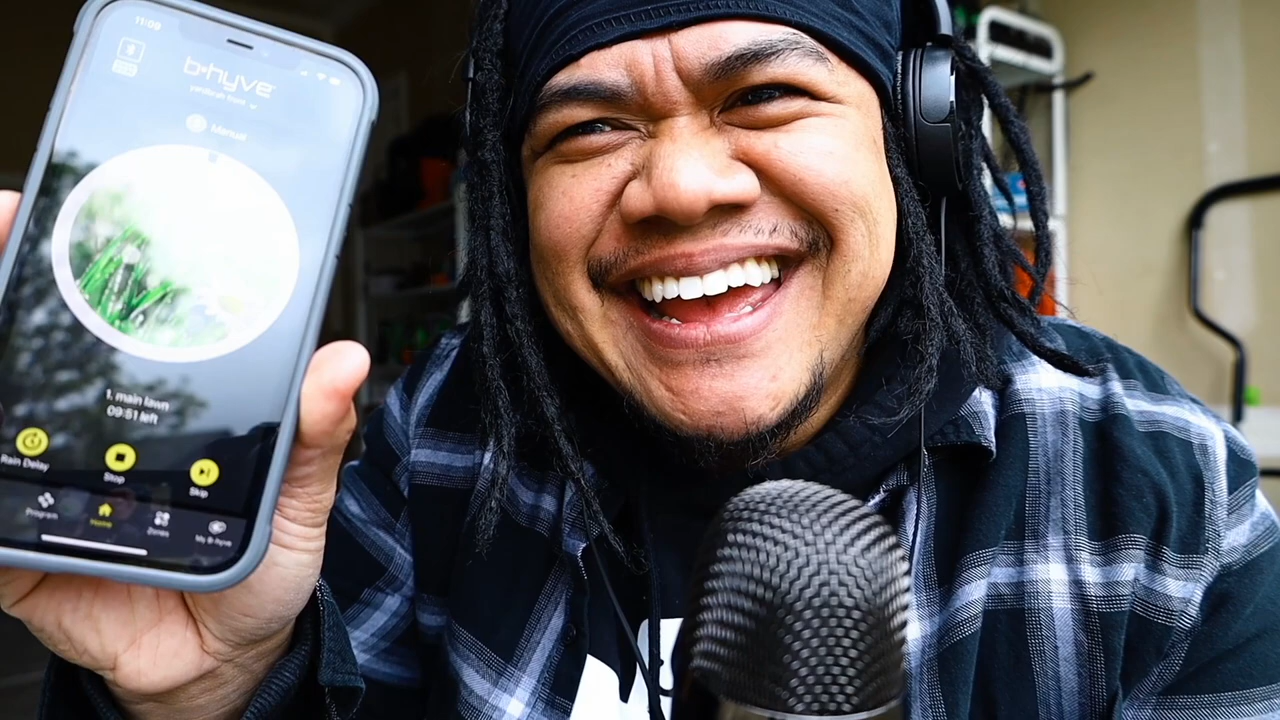 11:09
b•hyve
Manual
1. main lawn
09:51 left
Rain Delay
Stop
Skip
Program
Home
Zones
My B-hyve